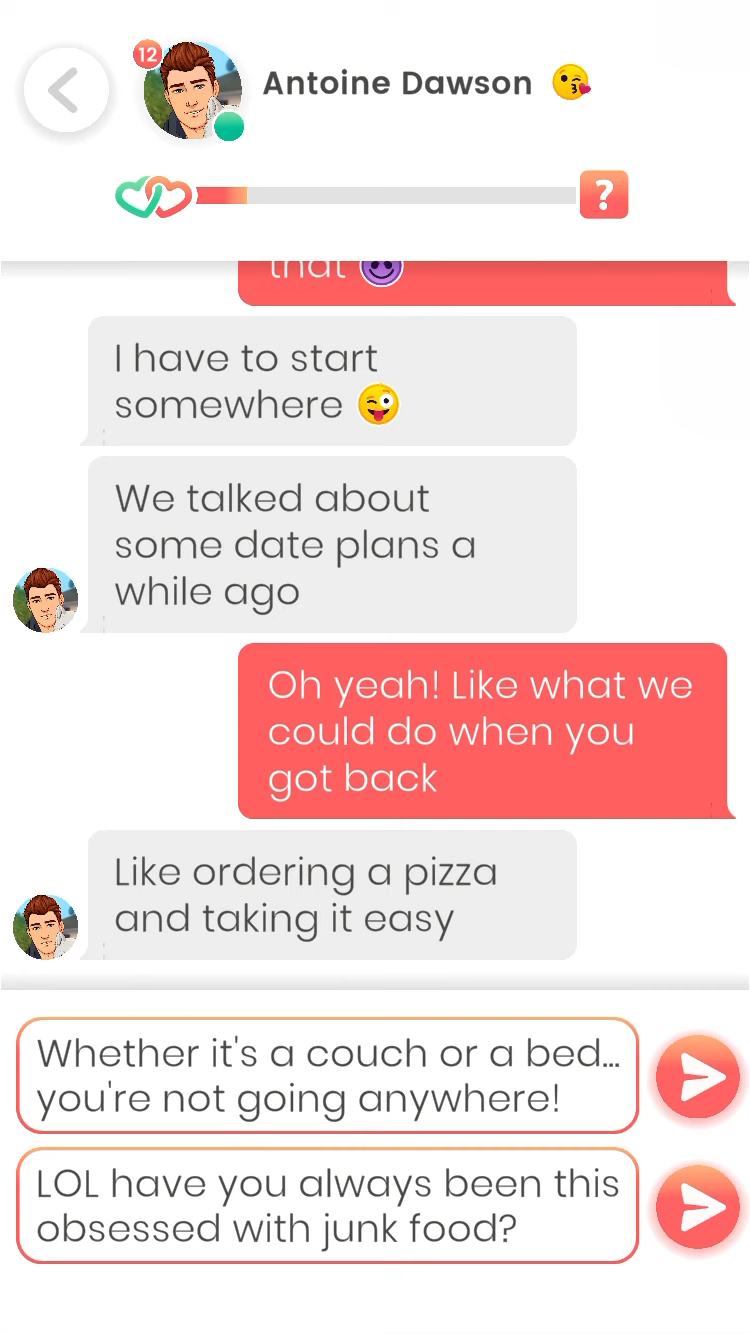 12
Antoine Dawson 😘
?
that 😈
I have to start
somewhere 😜
We talked about
some date plans a
while ago
Oh yeah! Like what we
could do when you
got back
Like ordering a pizza
and taking it easy
Whether it's a couch or a bed...
you're not going anywhere!
LOL have you always been this
obsessed with junk food?